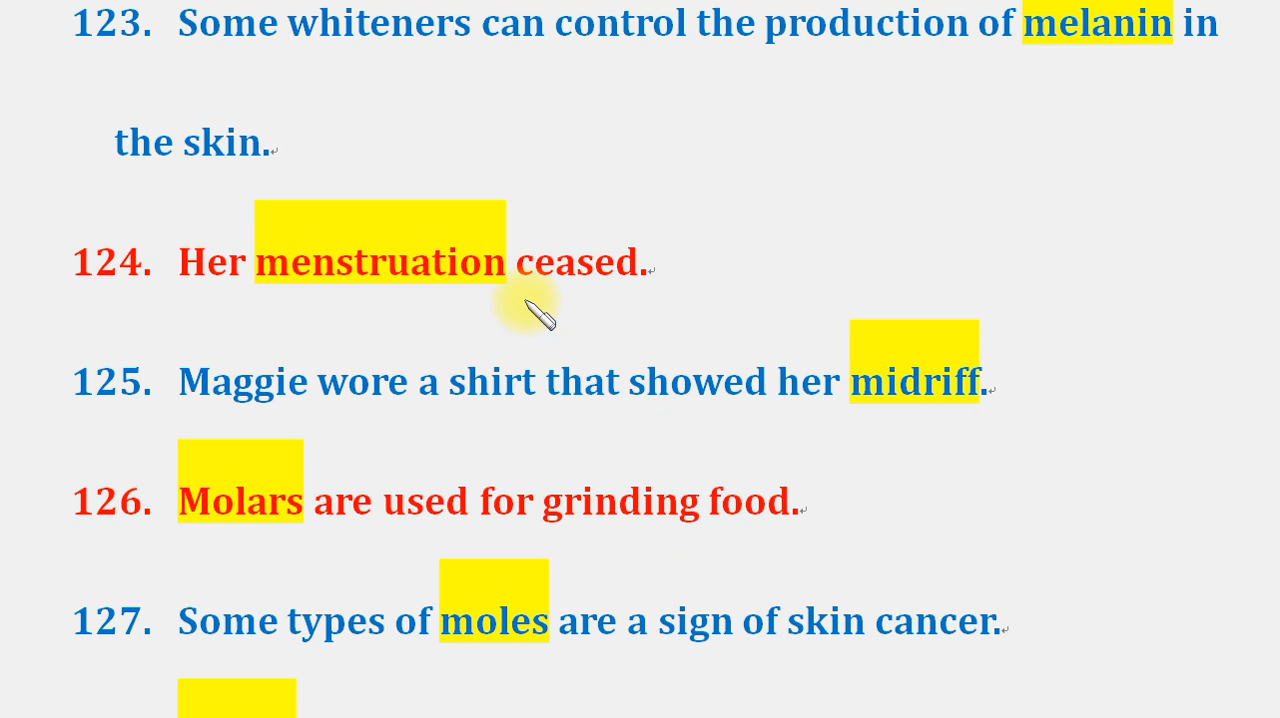 123. Some whiteners can control the production of melanin in
the skin.
124. Her menstruation ceased.
125. Maggie wore a shirt that showed her midriff.
126. Molars are used for grinding food.
127. Some types of moles are a sign of skin cancer.